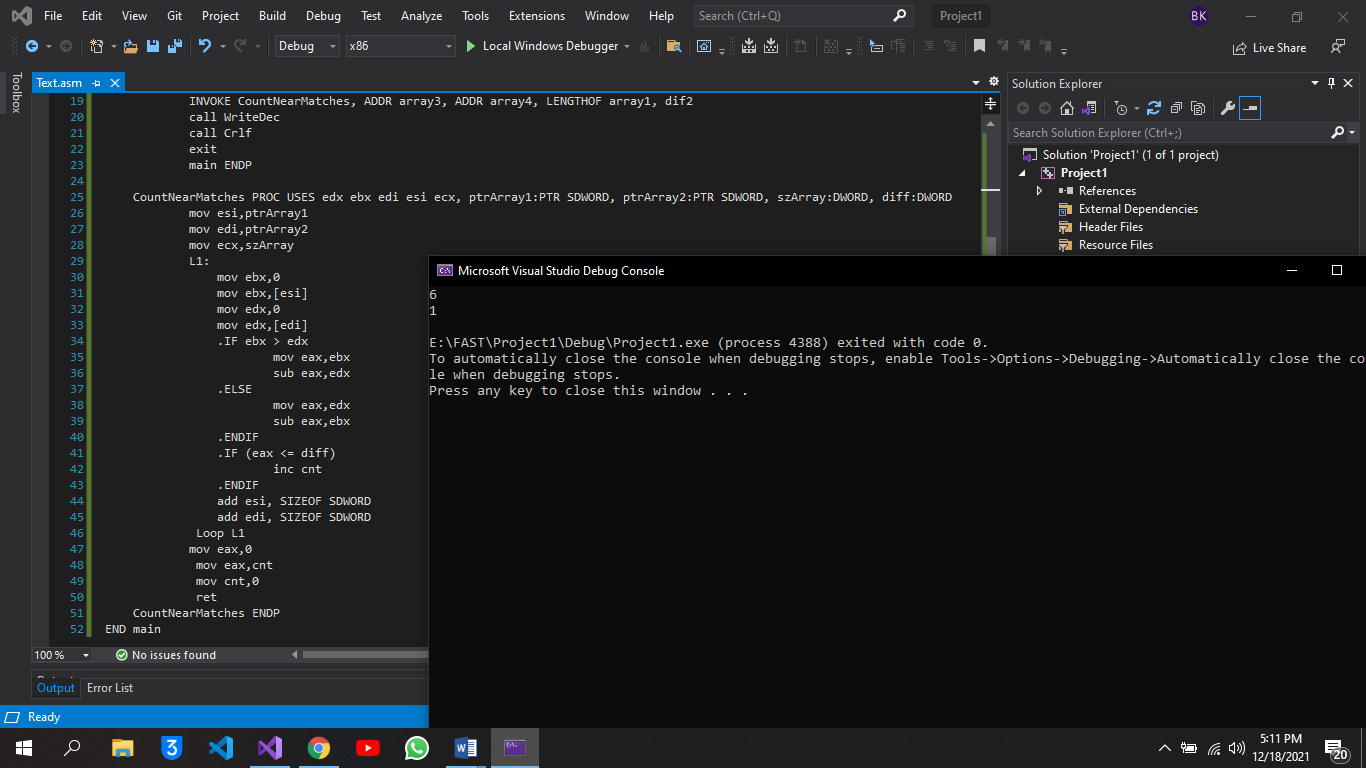 File Edit View Git Project Build Debug Test Analyze Tools Extensions Window Help Search (Ctrl+Q) Project1 BK
Debug x86 Local Windows Debugger Live Share
Toolbox
Text.asm
19 INVOKE CountNearMatches, ADDR array3, ADDR array4, LENGTHOF array1, dif2
20 call WriteDec
21 call Crlf
22 exit
23 main ENDP
24
25 CountNearMatches PROC USES edx ebx edi esi ecx, ptrArray1:PTR SDWORD, ptrArray2:PTR SDWORD, szArray:DWORD, diff:DWORD
26 mov esi,ptrArray1
27 mov edi,ptrArray2
28 mov ecx,szArray
29 L1:
30 mov ebx,0
31 mov ebx,[esi]
32 mov edx,0
33 mov edx,[edi]
34 .IF ebx > edx
35 mov eax,ebx
36 sub eax,edx
37 .ELSE
38 mov eax,edx
39 sub eax,ebx
40 .ENDIF
41 .IF (eax <= diff)
42 inc cnt
43 .ENDIF
44 add esi, SIZEOF SDWORD
45 add edi, SIZEOF SDWORD
46 Loop L1
47 mov eax,0
48 mov eax,cnt
49 mov cnt,0
50 ret
51 CountNearMatches ENDP
52 END main
100 % No issues found
Output Error List
Ready
Solution Explorer
Search Solution Explorer (Ctrl+;)
Solution 'Project1' (1 of 1 project)
Project1
References
External Dependencies
Header Files
Resource Files
Microsoft Visual Studio Debug Console
6
1
E:\FAST\Project1\Debug\Project1.exe (process 4388) exited with code 0.
To automatically close the console when debugging stops, enable Tools->Options->Debugging->Automatically close the co
le when debugging stops.
Press any key to close this window . . .
5:11 PM
12/18/2021
20